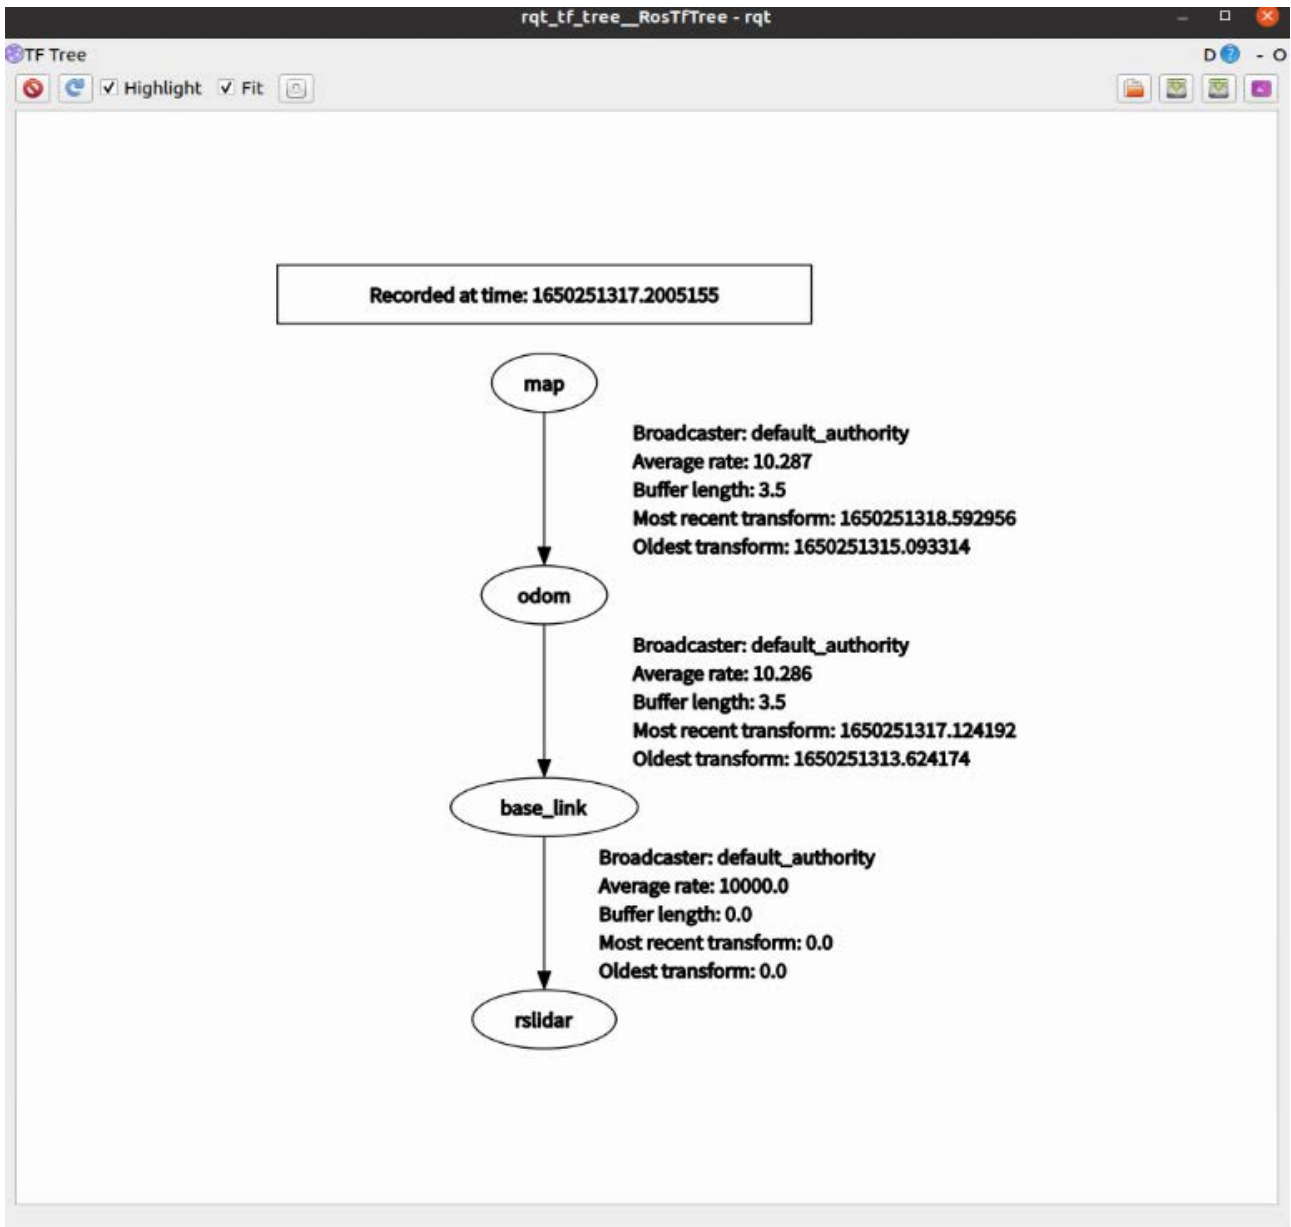 rqt_tf_tree__RosTfTree - rqt
TF Tree
D - O
Highlight Fit
Recorded at time: 1650251317.2005155
map
Broadcaster: default_authority
Average rate: 10.287
Buffer length: 3.5
Most recent transform: 1650251318.592956
Oldest transform: 1650251315.093314
odom
Broadcaster: default_authority
Average rate: 10.286
Buffer length: 3.5
Most recent transform: 1650251317.124192
Oldest transform: 1650251313.624174
base_link
Broadcaster: default_authority
Average rate: 10000.0
Buffer length: 0.0
Most recent transform: 0.0
Oldest transform: 0.0
rslidar